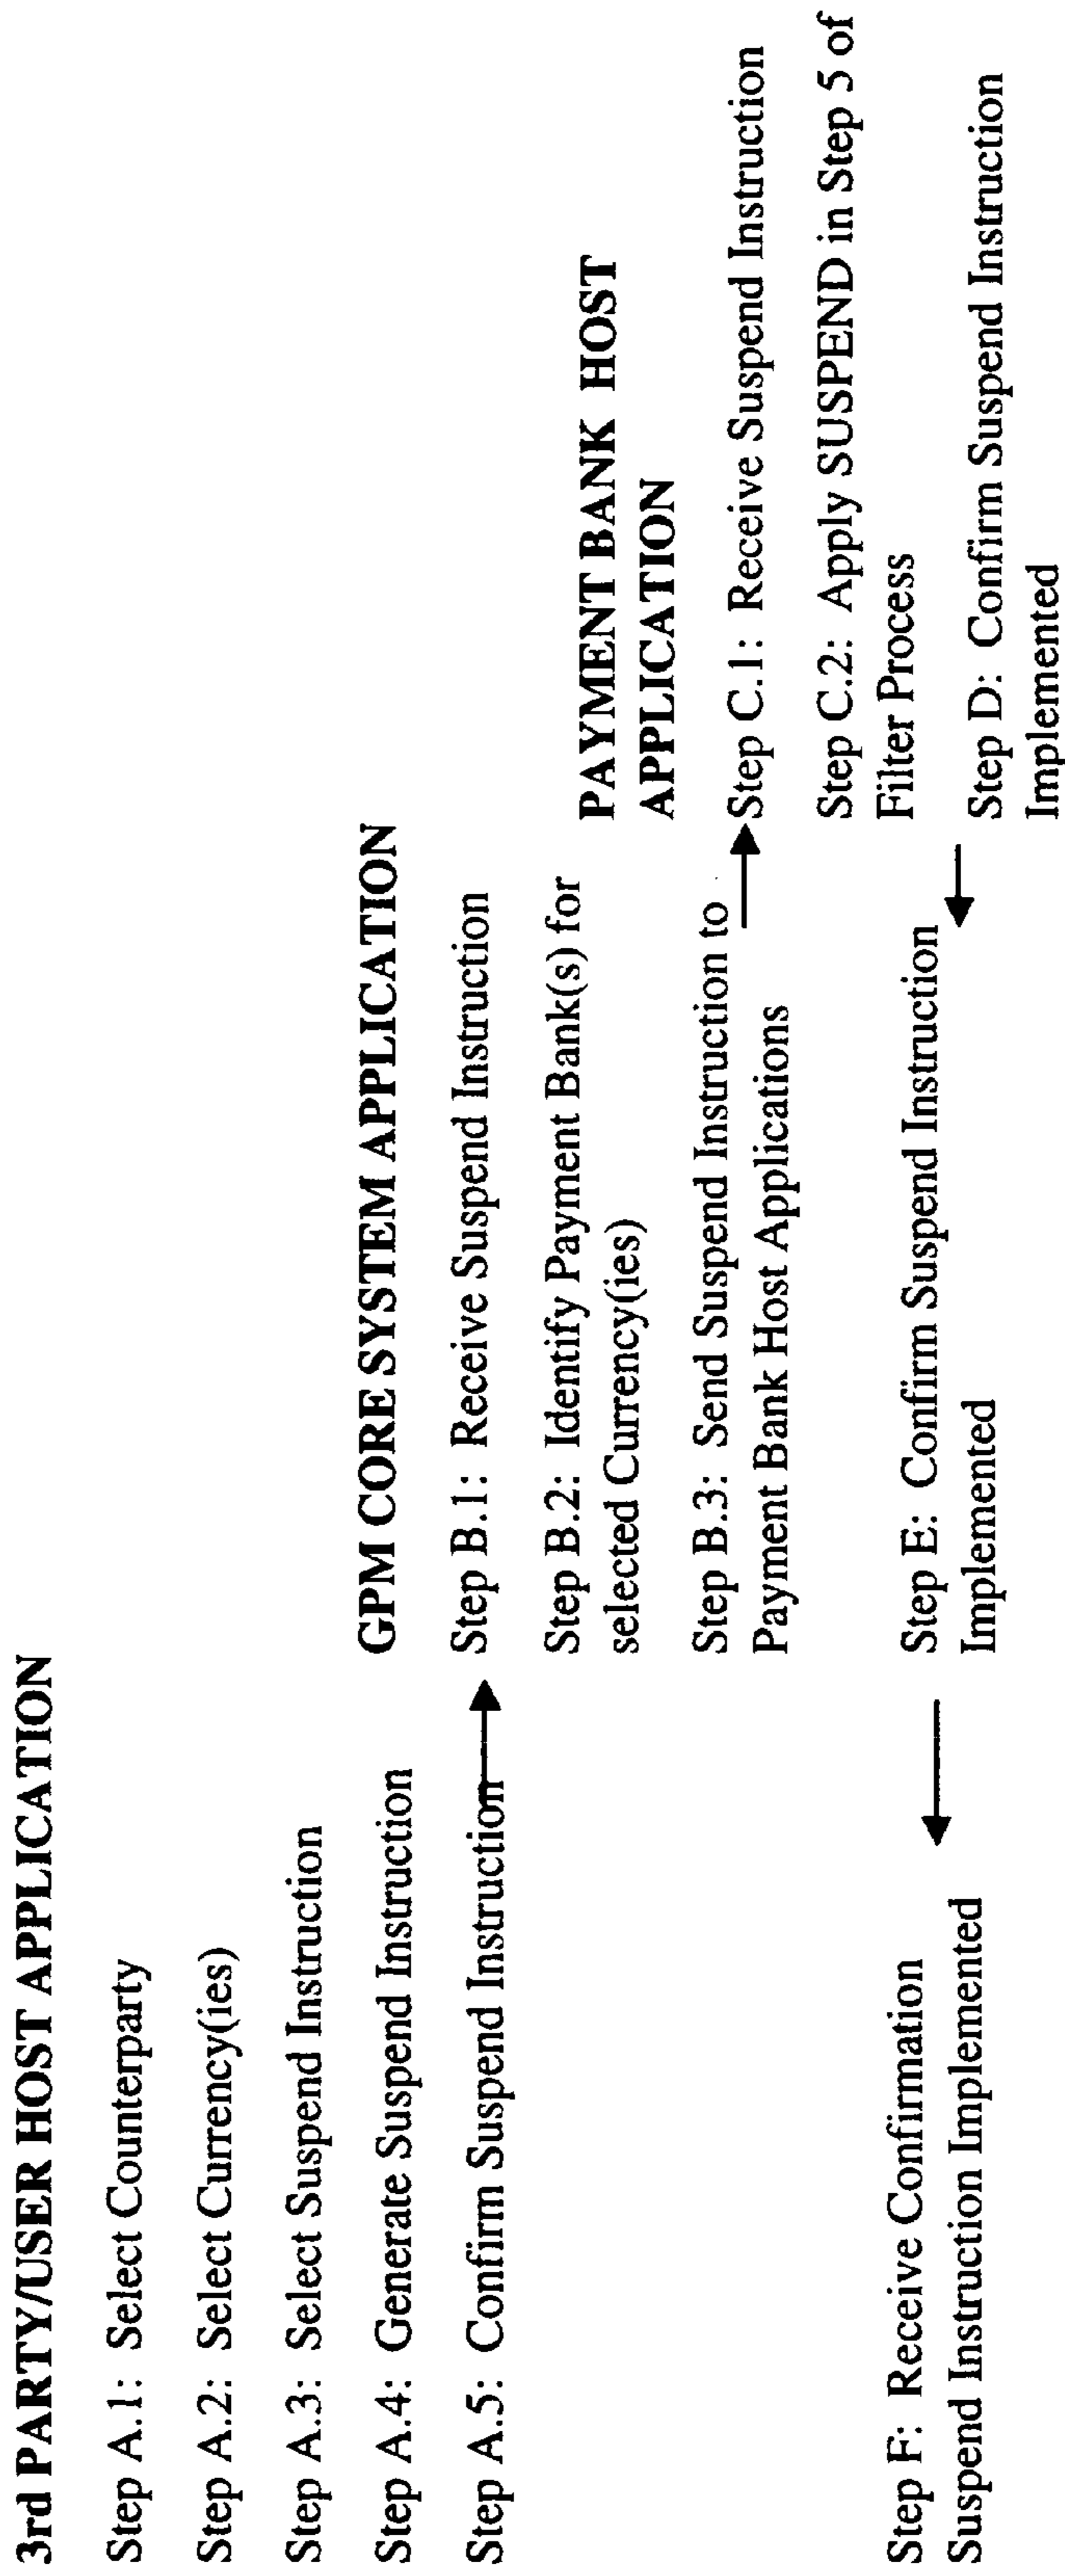 3rd PARTY/USER HOST APPLICATION
Step A.1: Select Counterparty
Step A.2: Select Currency(ies)
Step A.3: Select Suspend Instruction
Step A.4: Generate Suspend Instruction
Step A.5: Confirm Suspend Instruction
GPM CORE SYSTEM APPLICATION
Step B.1: Receive Suspend Instruction
Step B.2: Identify Payment Bank(s) for
selected Currency(ies)
Step B.3: Send Suspend Instruction to
Payment Bank Host Applications
PAYMENT BANK HOST
APPLICATION
Step C.1: Receive Suspend Instruction
Step C.2: Apply SUSPEND in Step 5 of
Filter Process
Step D: Confirm Suspend Instruction
Implemented
Step E: Confirm Suspend Instruction
Implemented
Step F: Receive Confirmation
Suspend Instruction Implemented